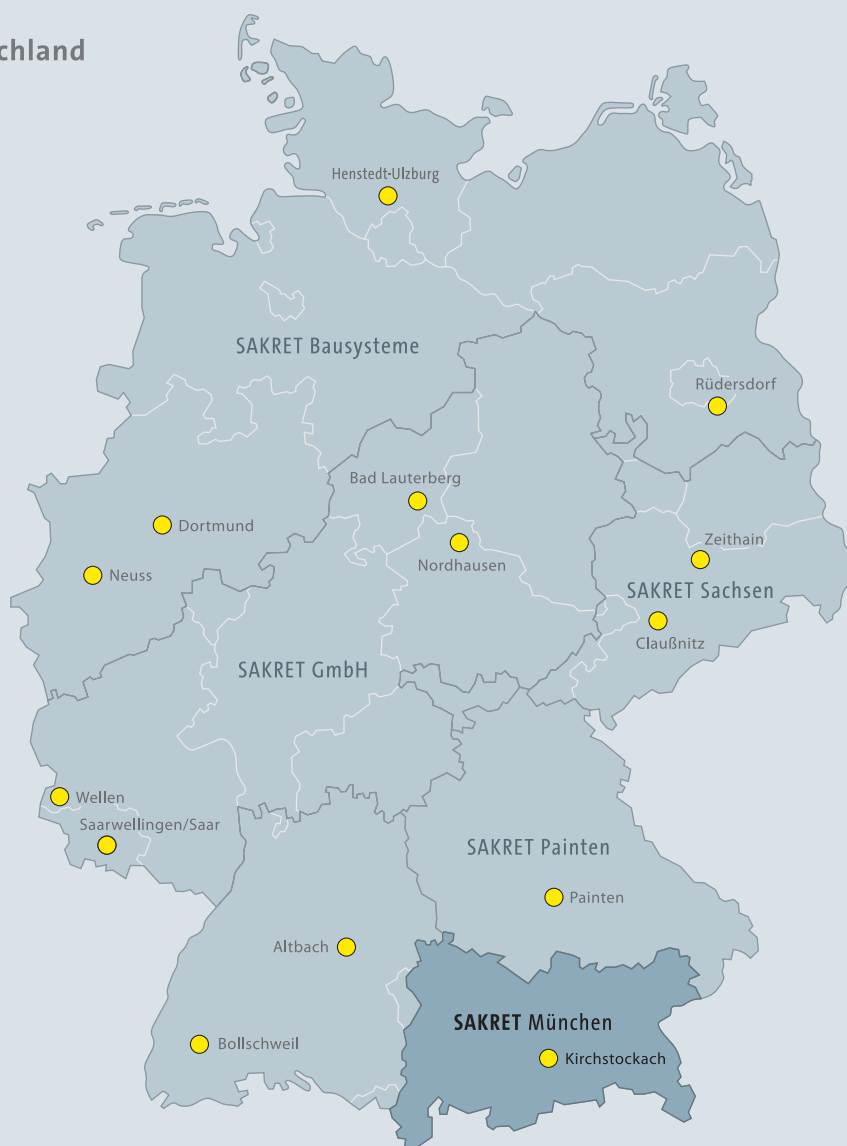 chland
Henstedt-Ulzburg
SAKRET Bausysteme
Rüdersdorf
Bad Lauterberg
Dortmund
Zeithain
Nordhausen
Neuss
SAKRET Sachsen
Claußnitz
SAKRET GmbH
Wellen
Saarwellingen/Saar
SAKRET Painten
Painten
Altbach
SAKRET München
Bollschweil
Kirchstockach